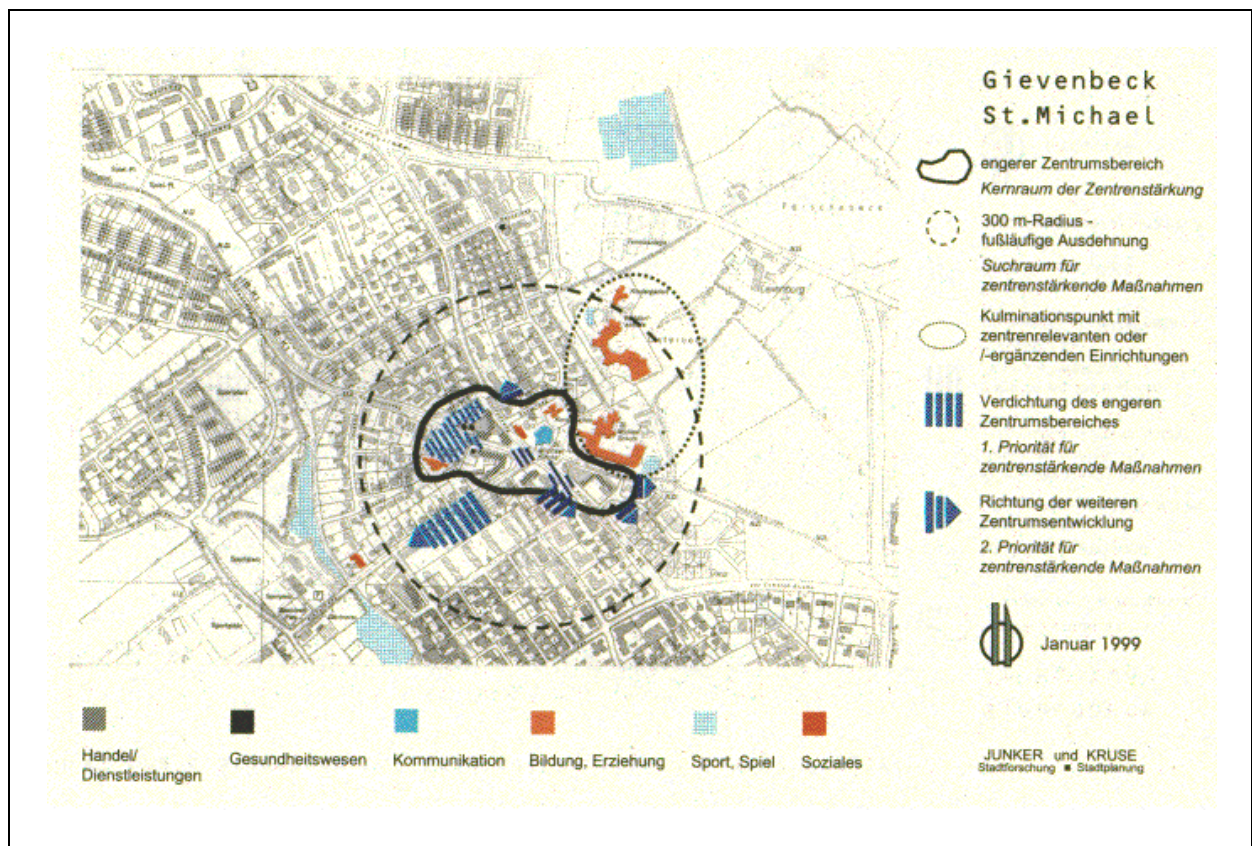 Gievenbeck
St.Michael
engerer Zentrumsbereich
Kernraum der Zentrenstärkung
300 m-Radius -
fußläufige Ausdehnung
Suchraum für
zentrenstärkende Maßnahmen
Kulminationspunkt mit
zentrenrelevanten oder
/-ergänzenden Einrichtungen
Verdichtung des engeren
Zentrumsbereiches
1. Priorität für
zentrenstärkende Maßnahmen
Richtung der weiteren
Zentrumsentwicklung
2. Priorität für
zentrenstärkende Maßnahmen
Januar 1999
Handel/
Dienstleistungen
Gesundheitswesen
Kommunikation
Bildung, Erziehung
Sport, Spiel
Soziales
JUNKER und KRUSE
Stadtforschung ■ Stadtplanung